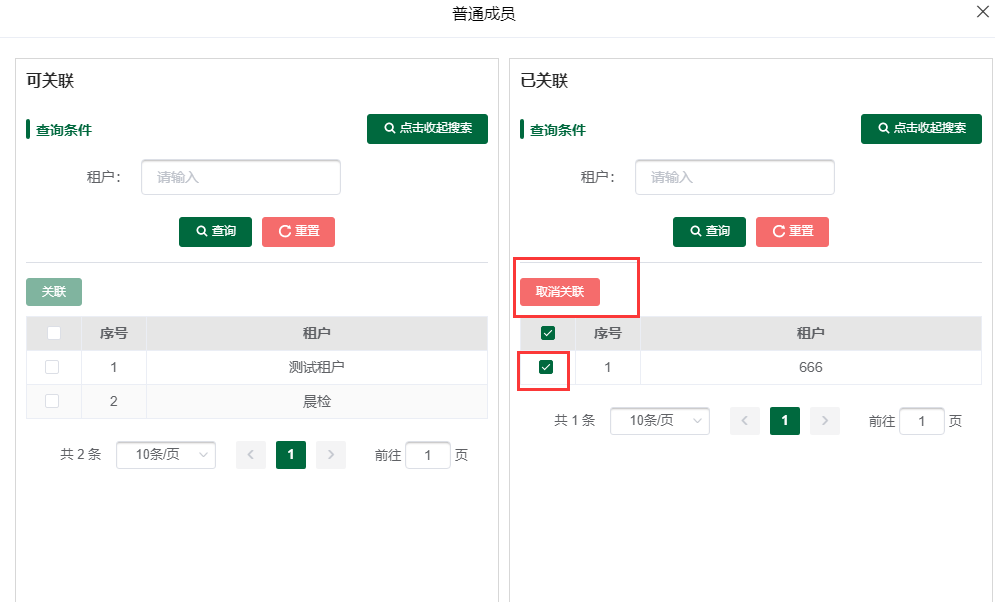 普通成员
可关联
查询条件
点击收起搜索
租户：
请输入
查询
重置
关联
序号 租户
1 测试租户
2 晨检
共 2 条 10条/页 1 前往 1 页
已关联
查询条件
点击收起搜索
租户：
请输入
查询
重置
取消关联
序号 租户
1 666
共 1 条 10条/页 1 前往 1 页